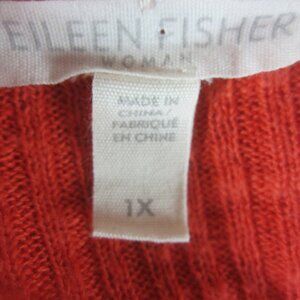 EILEEN FISHER
WOMAN
MADE IN
CHINA/
FABRIQUÉ
EN CHINE
1X